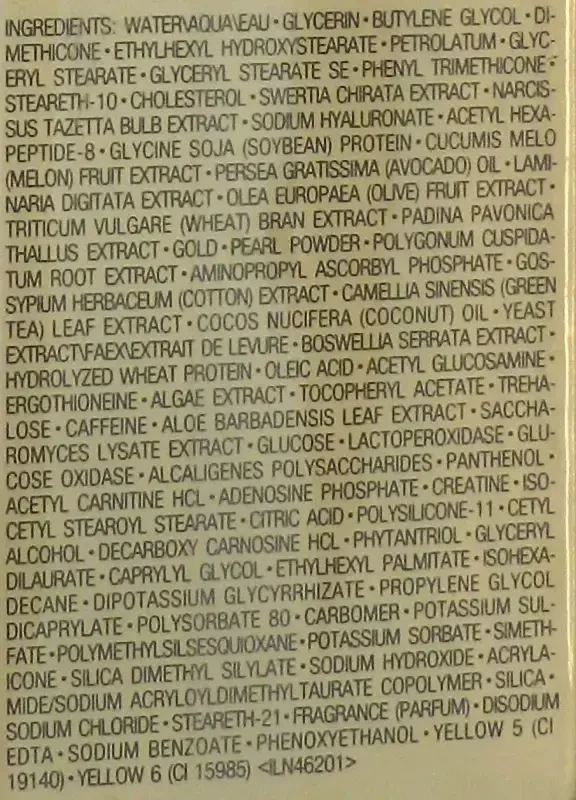 INGREDIENTS: WATER\AQUA\EAU • GLYCERIN • BUTYLENE GLYCOL • DI-
METHICONE • ETHYLHEXYL HYDROXYSTEARATE • PETROLATUM • GLYC-
ERYL STEARATE • GLYCERYL STEARATE SE • PHENYL TRIMETHICONE •
STEARETH-10 • CHOLESTEROL • SWERTIA CHIRATA EXTRACT • NARCIS-
SUS TAZETTA BULB EXTRACT • SODIUM HYALURONATE • ACETYL HEXA-
PEPTIDE-8 • GLYCINE SOJA (SOYBEAN) PROTEIN • CUCUMIS MELO
(MELON) FRUIT EXTRACT • PERSEA GRATISSIMA (AVOCADO) OIL • LAMI-
NARIA DIGITATA EXTRACT • OLEA EUROPAEA (OLIVE) FRUIT EXTRACT •
TRITICUM VULGARE (WHEAT) BRAN EXTRACT • PADINA PAVONICA
THALLUS EXTRACT • GOLD • PEARL POWDER • POLYGONUM CUSPIDA-
TUM ROOT EXTRACT • AMINOPROPYL ASCORBYL PHOSPHATE • GOS-
SYPIUM HERBACEUM (COTTON) EXTRACT • CAMELLIA SINENSIS (GREEN
TEA) LEAF EXTRACT • COCOS NUCIFERA (COCONUT) OIL • YEAST
EXTRACT\FAEX\EXTRAIT DE LEVURE • BOSWELLIA SERRATA EXTRACT •
HYDROLYZED WHEAT PROTEIN • OLEIC ACID • ACETYL GLUCOSAMINE •
ERGOTHIONEINE • ALGAE EXTRACT • TOCOPHERYL ACETATE • TREHA-
LOSE • CAFFEINE • ALOE BARBADENSIS LEAF EXTRACT • SACCHA-
ROMYCES LYSATE EXTRACT • GLUCOSE • LACTOPEROXIDASE • GLU-
COSE OXIDASE • ALCALIGENES POLYSACCHARIDES • PANTHENOL •
ACETYL CARNITINE HCL • ADENOSINE PHOSPHATE • CREATINE • ISO-
CETYL STEAROYL STEARATE • CITRIC ACID • POLYSILICONE-11 • CETYL
ALCOHOL • DECARBOXY CARNOSINE HCL • PHYTANTRIOL • GLYCERYL
DILAURATE • CAPRYLYL GLYCOL • ETHYLHEXYL PALMITATE • ISOHEXA-
DECANE • DIPOTASSIUM GLYCYRRHIZATE • PROPYLENE GLYCOL
DICAPRYLATE • POLYSORBATE 80 • CARBOMER • POTASSIUM SUL-
FATE • POLYMETHYLSILSESQUIOXANE • POTASSIUM SORBATE • SIMETH-
ICONE • SILICA DIMETHYL SILYLATE • SODIUM HYDROXIDE • ACRYLA-
MIDE/SODIUM ACRYLOYLDIMETHYLTAURATE COPOLYMER • SILICA •
SODIUM CHLORIDE • STEARETH-21 • FRAGRANCE (PARFUM) • DISODIUM
EDTA • SODIUM BENZOATE • PHENOXYETHANOL • YELLOW 5 (CI
19140) • YELLOW 6 (CI 15985) <ILN46201>